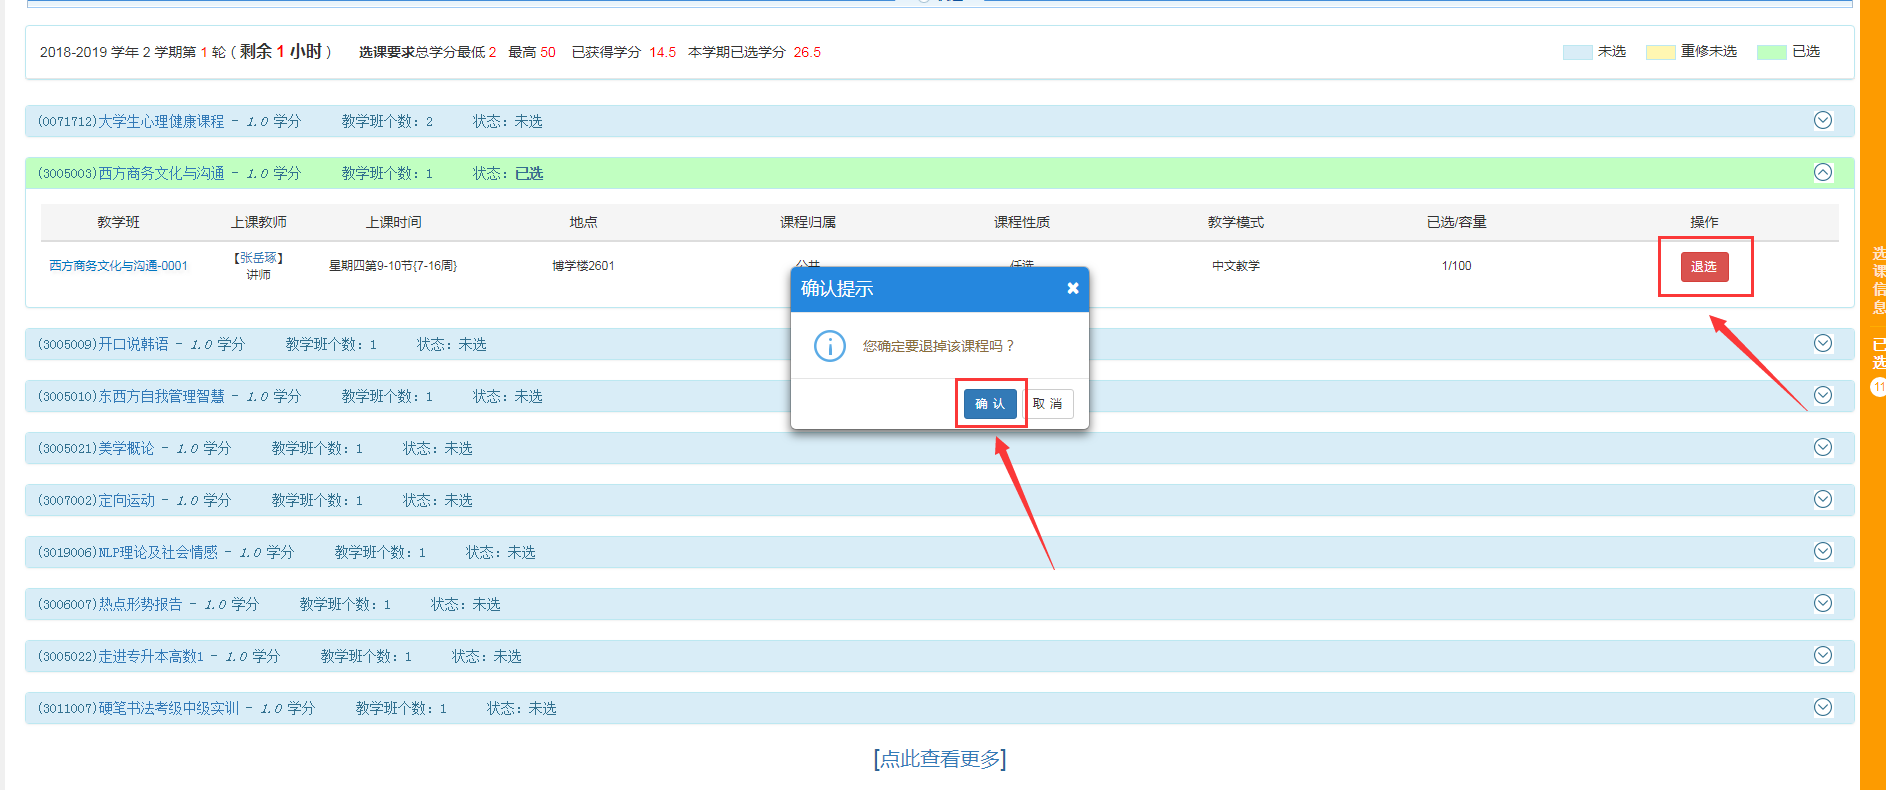 2018-2019 学年 2 学期第 1 轮（剩余 1 小时） 选课要求总学分最低 2 最高 50 已获得学分 14.5 本学期已选学分 26.5 未选 重修未选 已选
(0071712)大学生心理健康课程 - 1.0 学分 教学班个数：2 状态：未选
(3005003)西方商务文化与沟通 - 1.0 学分 教学班个数：1 状态：已选
教学班 上课教师 上课时间 地点 课程归属 课程性质 教学模式 已选/容量 操作
西方商务文化与沟通-0001 【张岳琢】 讲师 星期四第9-10节{7-16周} 博学楼2601 公共 任选 中文教学 1/100 退选
确认提示
您确定要退掉该课程吗？
确 认 取 消
(3005009)开口说韩语 - 1.0 学分 教学班个数：1 状态：未选
(3005010)东西方自我管理智慧 - 1.0 学分 教学班个数：1 状态：未选
(3005021)美学概论 - 1.0 学分 教学班个数：1 状态：未选
(3007002)定向运动 - 1.0 学分 教学班个数：1 状态：未选
(3019006)NLP理论及社会情感 - 1.0 学分 教学班个数：1 状态：未选
(3006007)热点形势报告 - 1.0 学分 教学班个数：1 状态：未选
(3005022)走进专升本高数1 - 1.0 学分 教学班个数：1 状态：未选
(3011007)硬笔书法考级中级实训 - 1.0 学分 教学班个数：1 状态：未选
[点此查看更多]
选课信息
已选
11